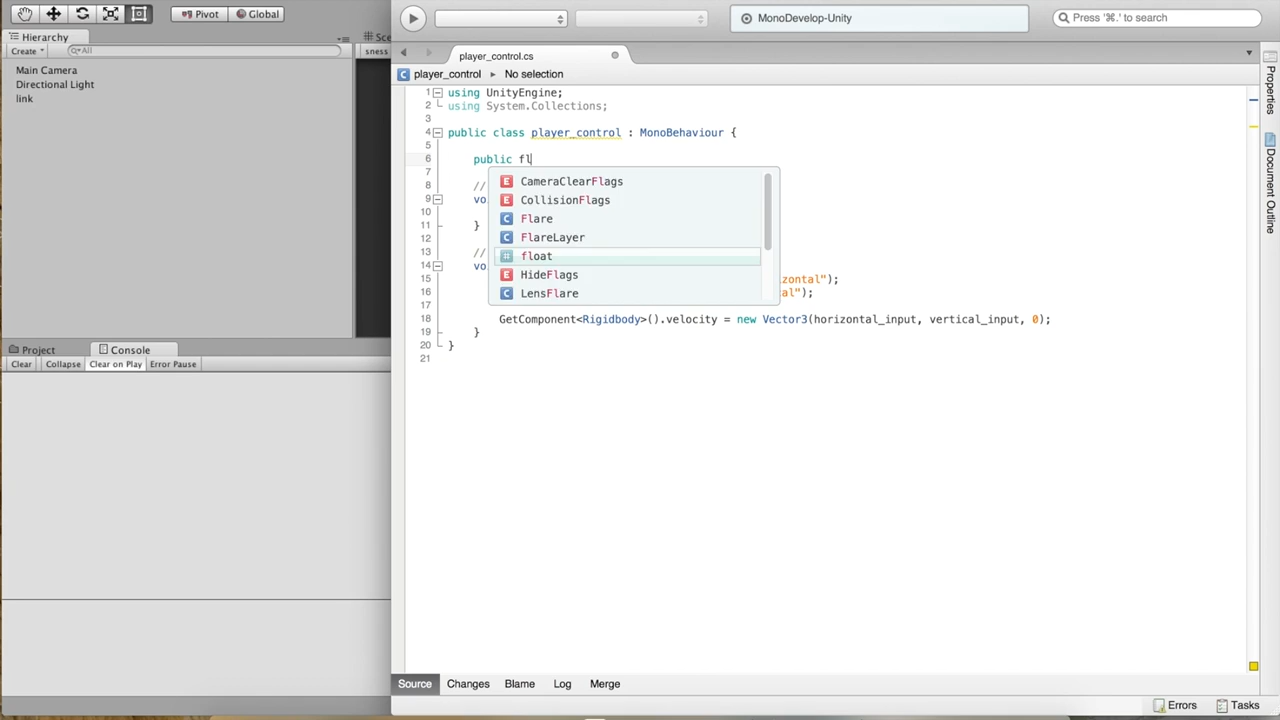 Pivot Global
MonoDevelop-Unity
Press '⌘.' to search
Hierarchy
Sce
Create All
sness
Main Camera
Directional Light
link
player_control.cs
player_control ▸ No selection
1 using UnityEngine;
2 using System.Collections;
3
4 public class player_control : MonoBehaviour {
5
6 public fl
7
8 //
9 vo
10
11 }
12
13 //
14 vo
15 zontal");
16 al");
17
18 GetComponent<Rigidbody>().velocity = new Vector3(horizontal_input, vertical_input, 0);
19 }
20 }
21
E CameraClearFlags
E CollisionFlags
C Flare
C FlareLayer
# float
E HideFlags
C LensFlare
Properties
Document Outline
Project Console
Clear Collapse Clear on Play Error Pause
Source Changes Blame Log Merge
Errors Tasks